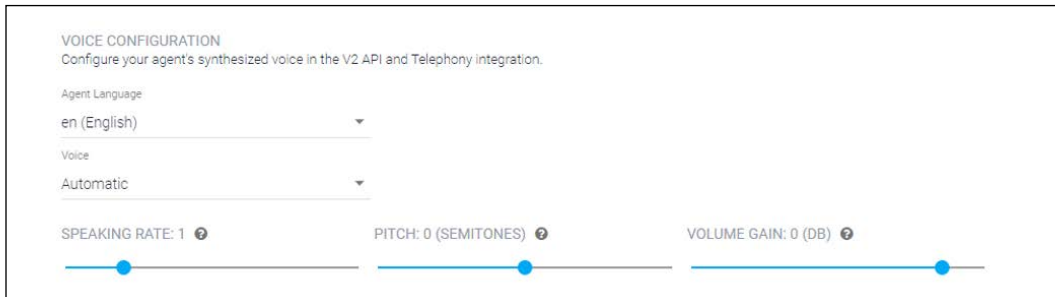 VOICE CONFIGURATION
Configure your agent's synthesized voice in the V2 API and Telephony integration.
Agent Language
en (English)
Voice
Automatic
SPEAKING RATE: 1 ?
PITCH: 0 (SEMITONES) ?
VOLUME GAIN: 0 (DB) ?